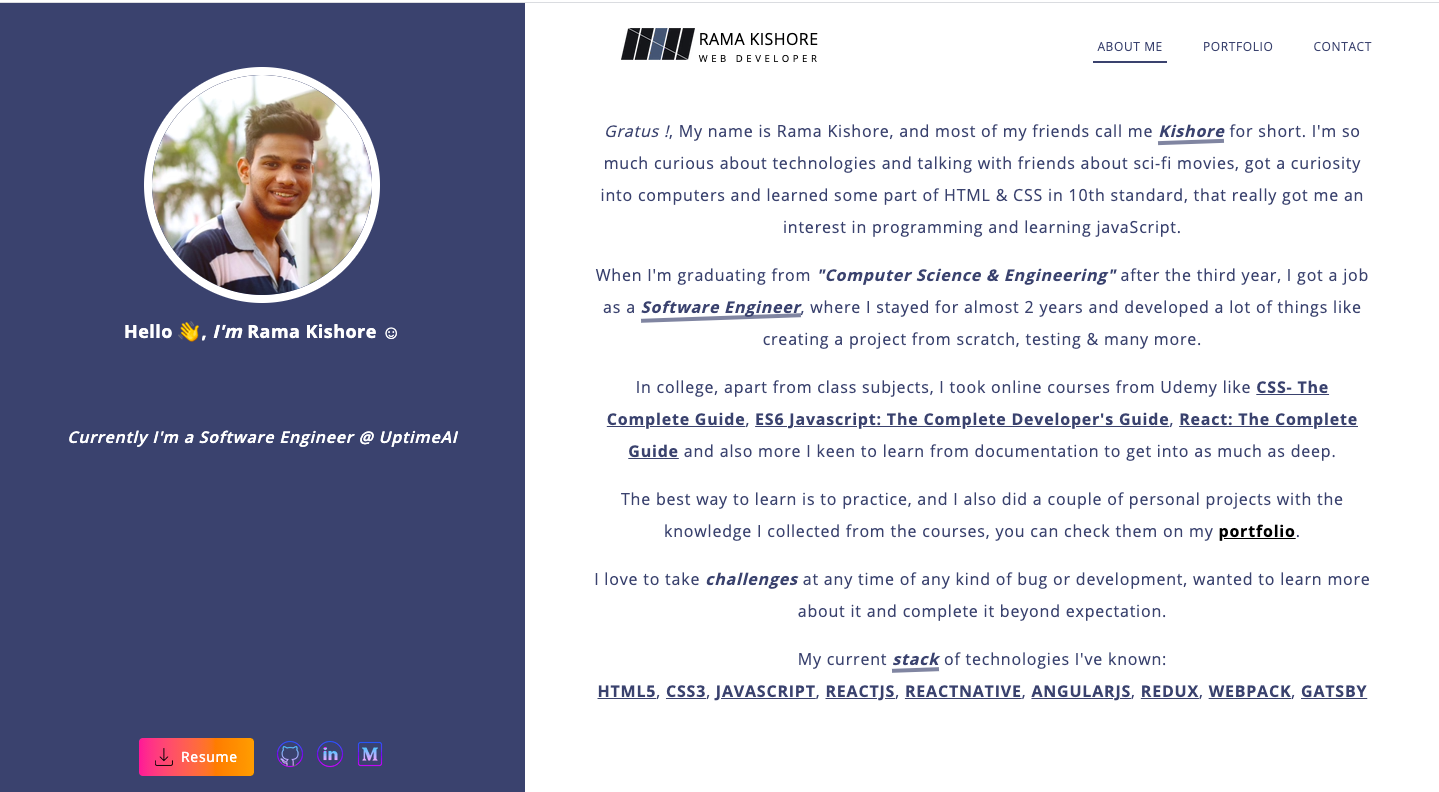 Hello 👋, I'm Rama Kishore ☺
Currently I'm a Software Engineer @ UptimeAI
Resume
in
M
RAMA KISHORE
WEB DEVELOPER
ABOUT ME
PORTFOLIO
CONTACT
Gratus !, My name is Rama Kishore, and most of my friends call me Kishore for short. I'm so
much curious about technologies and talking with friends about sci-fi movies, got a curiosity
into computers and learned some part of HTML & CSS in 10th standard, that really got me an
interest in programming and learning javaScript.
When I'm graduating from "Computer Science & Engineering" after the third year, I got a job
as a Software Engineer, where I stayed for almost 2 years and developed a lot of things like
creating a project from scratch, testing & many more.
In college, apart from class subjects, I took online courses from Udemy like CSS- The
Complete Guide, ES6 Javascript: The Complete Developer's Guide, React: The Complete
Guide and also more I keen to learn from documentation to get into as much as deep.
The best way to learn is to practice, and I also did a couple of personal projects with the
knowledge I collected from the courses, you can check them on my portfolio.
I love to take challenges at any time of any kind of bug or development, wanted to learn more
about it and complete it beyond expectation.
My current stack of technologies I've known:
HTML5, CSS3, JAVASCRIPT, REACTJS, REACTNATIVE, ANGULARJS, REDUX, WEBPACK, GATSBY